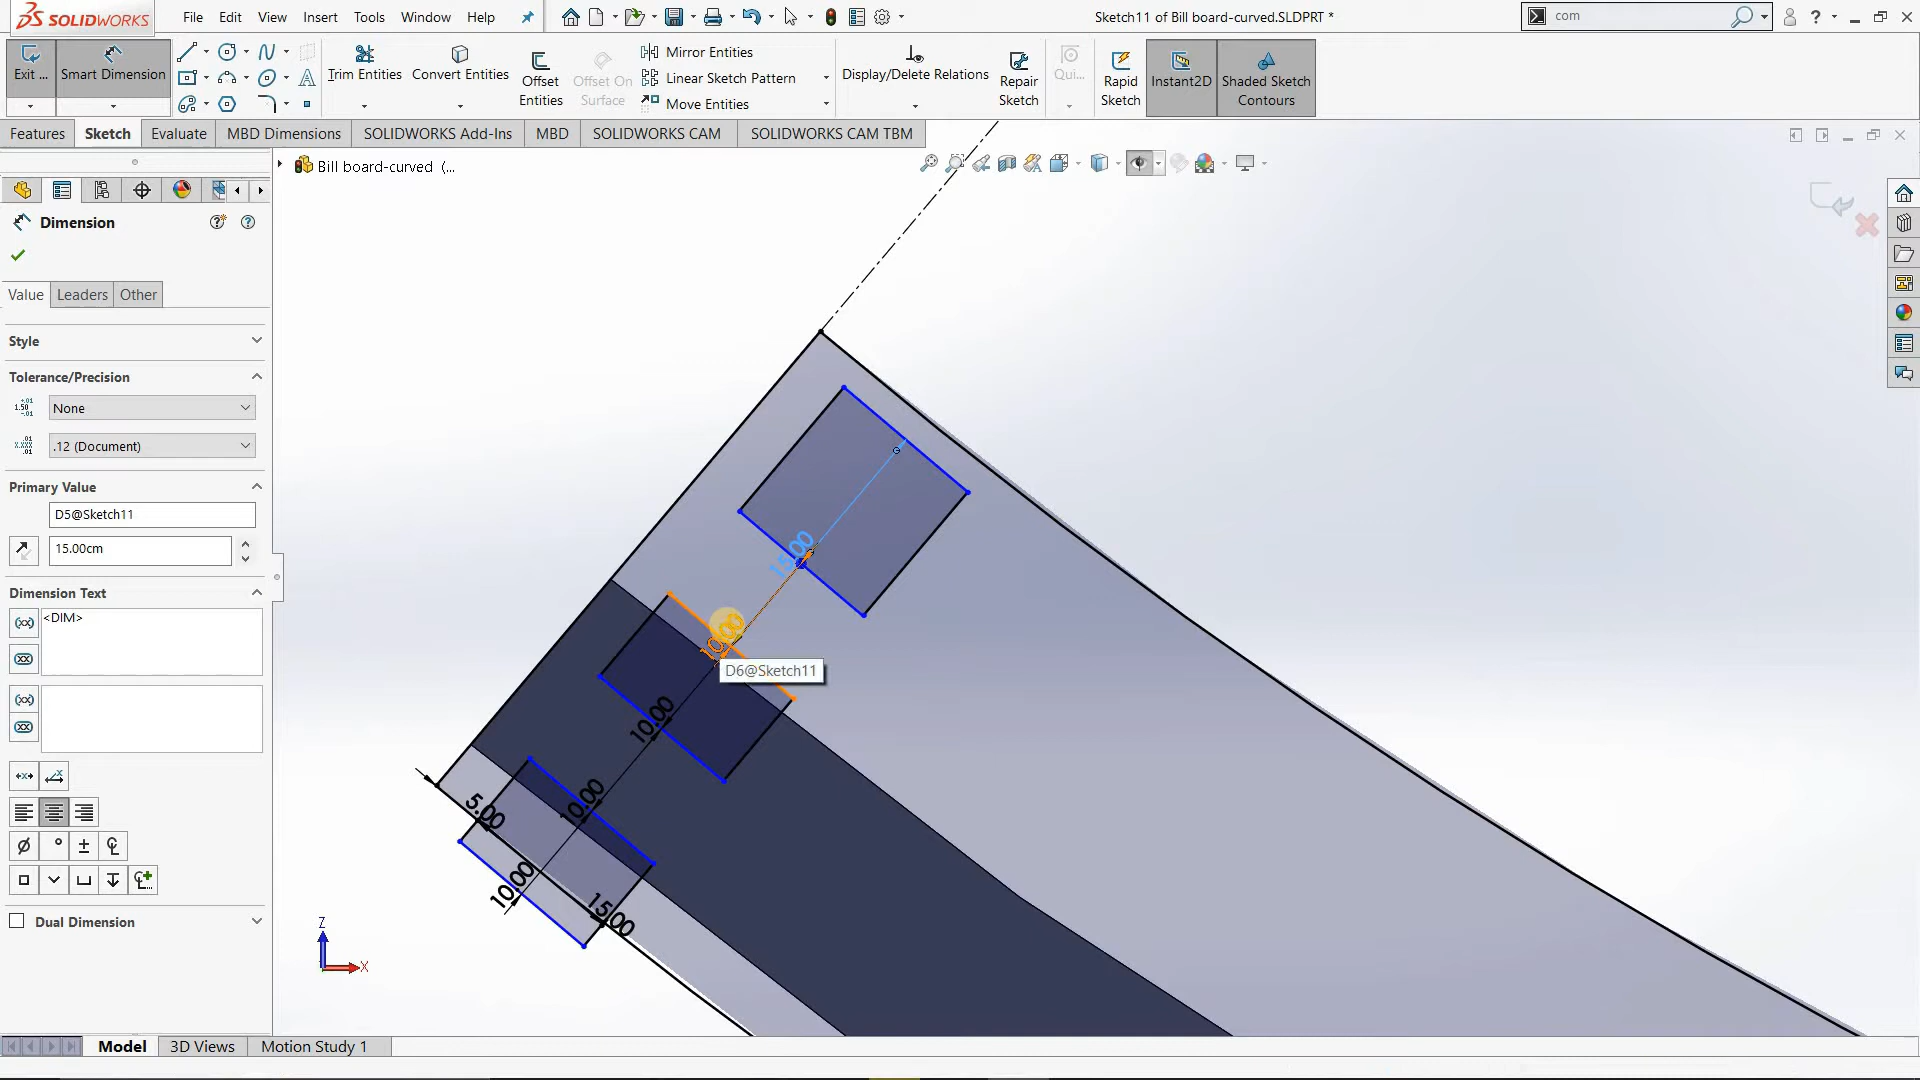 SOLIDWORKS
File Edit View Insert Tools Window Help
Sketch11 of Bill board-curved.SLDPRT *
com
Exit ...
Smart Dimension
Trim Entities
Convert Entities
Offset Entities
Offset On Surface
Mirror Entities
Linear Sketch Pattern
Move Entities
Display/Delete Relations
Repair Sketch
Qui...
Rapid Sketch
Instant2D
Shaded Sketch Contours
Features Sketch Evaluate MBD Dimensions SOLIDWORKS Add-Ins MBD SOLIDWORKS CAM SOLIDWORKS CAM TBM
Bill board-curved (...
Dimension
Value Leaders Other
Style
Tolerance/Precision
None
.12 (Document)
Primary Value
D5@Sketch11
15.00cm
Dimension Text
<DIM>
Dual Dimension
15.00
10.00
D6@Sketch11
10.00
10.00
5.00
10.00
15.00
Z
X
Model 3D Views Motion Study 1